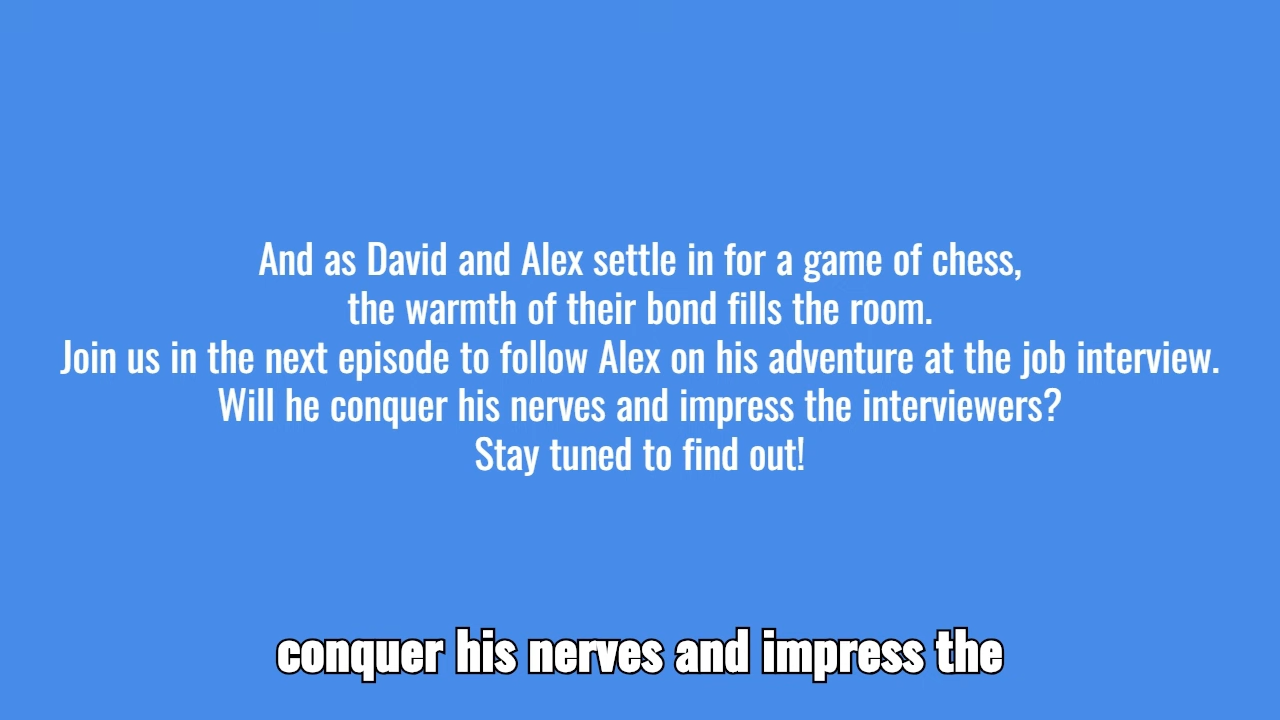 And as David and Alex settle in for a game of chess,
the warmth of their bond fills the room.
Join us in the next episode to follow Alex on his adventure at the job interview.
Will he conquer his nerves and impress the interviewers?
Stay tuned to find out!
conquer his nerves and impress the